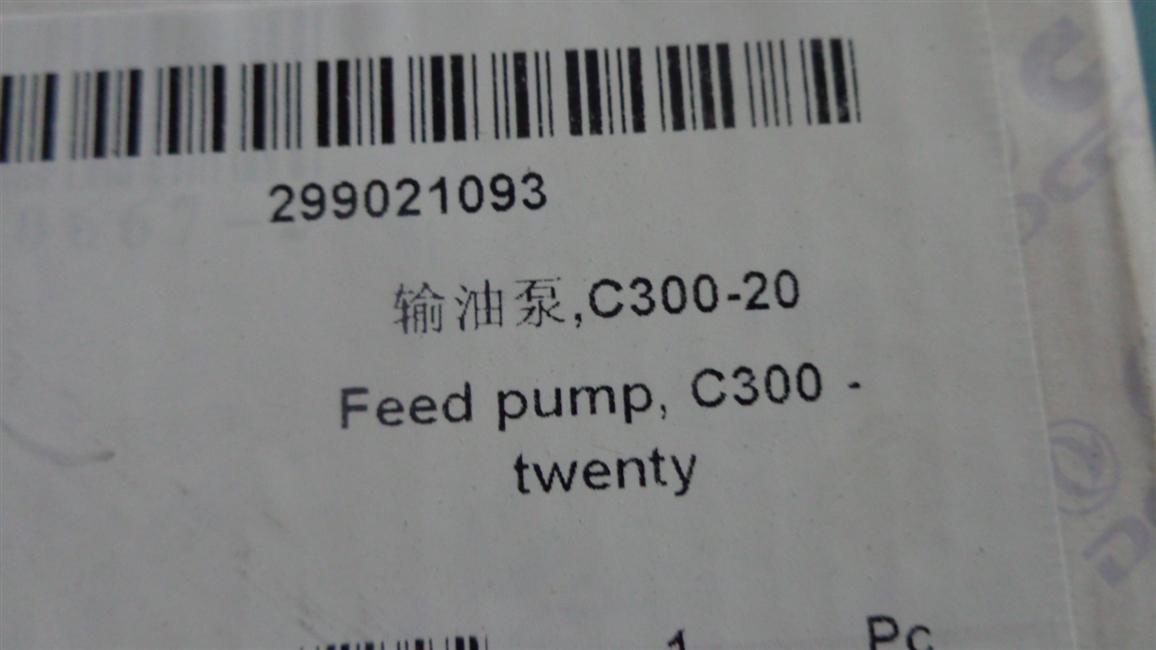 299021093
输油泵,C300-20
Feed pump, C300 -
twenty
1 Pc